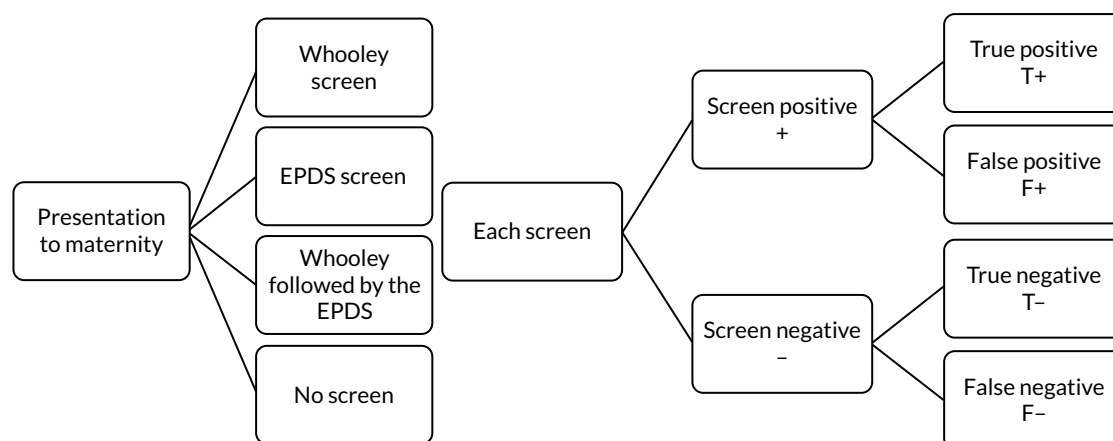 Presentation
to maternity
Whooley
screen
EPDS screen
Whooley
followed by the
EPDS
No screen
Each screen
Screen positive
+
Screen negative
–
True positive
T+
False positive
F+
True negative
T–
False negative
F–